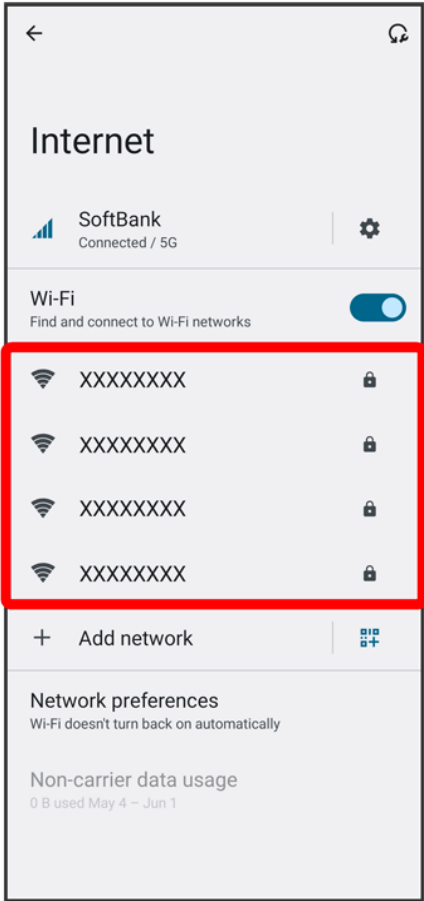 Internet
SoftBank
Connected / 5G
Wi-Fi
Find and connect to Wi-Fi networks
XXXXXXXX
XXXXXXXX
XXXXXXXX
XXXXXXXX
Add network
Network preferences
Wi-Fi doesn't turn back on automatically
Non-carrier data usage
0 B used May 4 – Jun 1